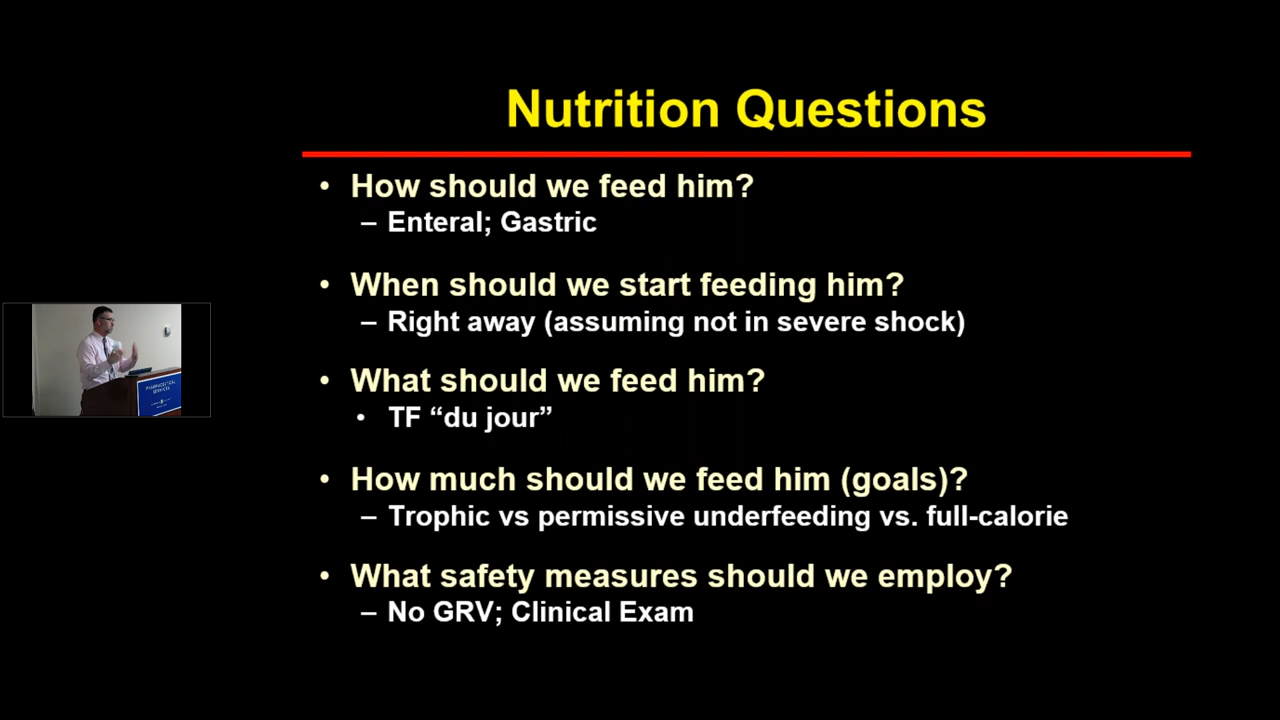 Nutrition Questions
• How should we feed him?
– Enteral; Gastric
• When should we start feeding him?
– Right away (assuming not in severe shock)
• What should we feed him?
• TF “du jour”
• How much should we feed him (goals)?
– Trophic vs permissive underfeeding vs. full-calorie
• What safety measures should we employ?
– No GRV; Clinical Exam
PHARMACEUTICAL
SERVICES